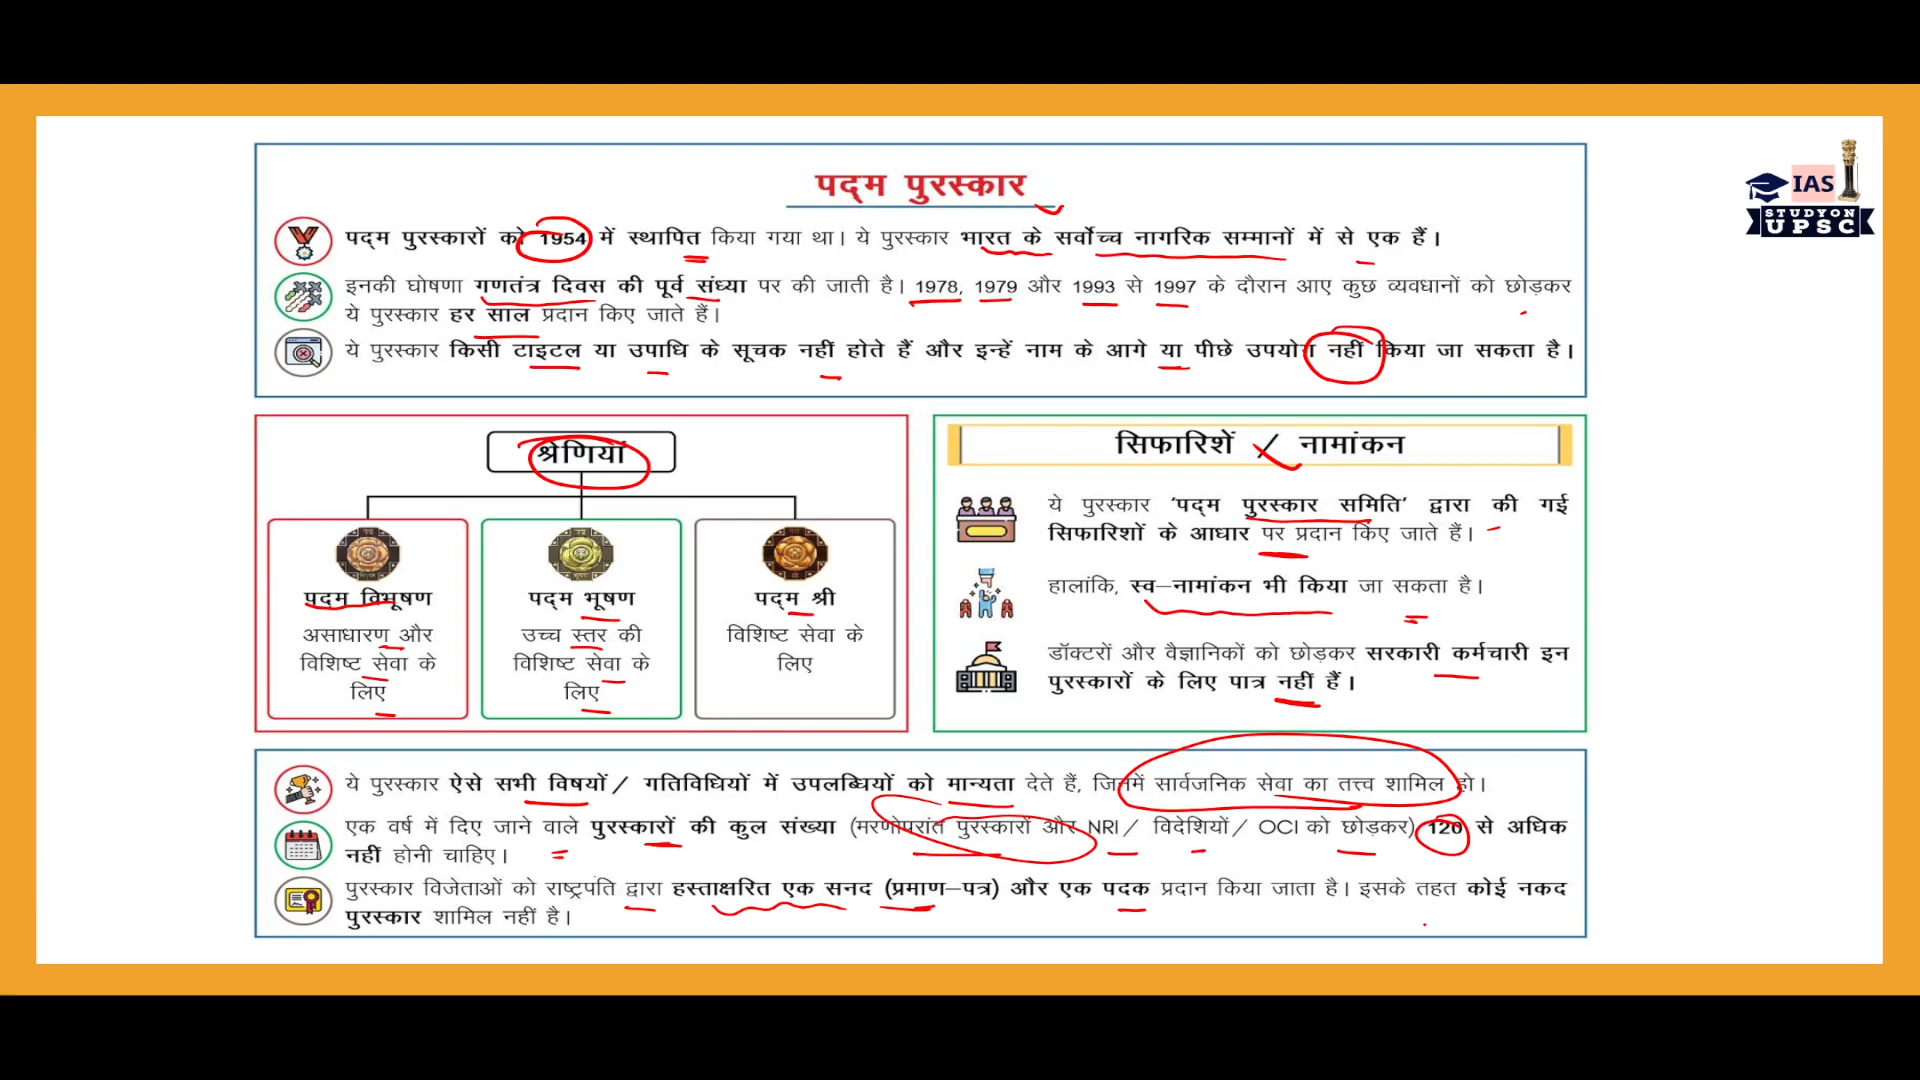 पद्म पुरस्कार
IAS
STUDYON
UPSC
पद्म पुरस्कारों को 1954 में स्थापित किया गया था। ये पुरस्कार भारत के सर्वोच्च नागरिक सम्मानों में से एक हैं।
इनकी घोषणा गणतंत्र दिवस की पूर्व संध्या पर की जाती है। 1978, 1979 और 1993 से 1997 के दौरान आए कुछ व्यवधानों को छोड़कर
ये पुरस्कार हर साल प्रदान किए जाते हैं।
ये पुरस्कार किसी टाइटल या उपाधि के सूचक नहीं होते हैं और इन्हें नाम के आगे या पीछे उपयोग नहीं किया जा सकता है।
श्रेणियां
पद्म विभूषण
असाधारण और
विशिष्ट सेवा के
लिए
पद्म भूषण
उच्च स्तर की
विशिष्ट सेवा के
लिए
पद्म श्री
विशिष्ट सेवा के
लिए
सिफारिशें / नामांकन
ये पुरस्कार 'पद्म पुरस्कार समिति' द्वारा की गई
सिफारिशों के आधार पर प्रदान किए जाते हैं।
हालांकि, स्व-नामांकन भी किया जा सकता है।
डॉक्टरों और वैज्ञानिकों को छोड़कर सरकारी कर्मचारी इन
पुरस्कारों के लिए पात्र नहीं हैं।
ये पुरस्कार ऐसे सभी विषयों/ गतिविधियों में उपलब्धियों को मान्यता देते हैं, जिनमें सार्वजनिक सेवा का तत्त्व शामिल हो।
एक वर्ष में दिए जाने वाले पुरस्कारों की कुल संख्या (मरणोपरांत पुरस्कारों और NRI/ विदेशियों/ OCI को छोड़कर) 120 से अधिक
नहीं होनी चाहिए।
पुरस्कार विजेताओं को राष्ट्रपति द्वारा हस्ताक्षरित एक सनद (प्रमाण-पत्र) और एक पदक प्रदान किया जाता है। इसके तहत कोई नकद
पुरस्कार शामिल नहीं है।